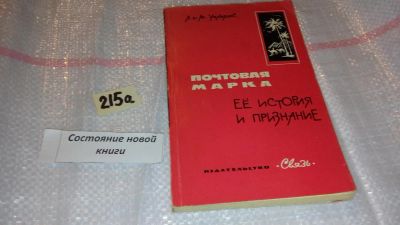 ПОЧТОВАЯ
МАРКА
ЕЁ ИСТОРИЯ
И ПРИЗНАНИЕ
ИЗДАТЕЛЬСТВО «Связь»
215а
Состояние новой
книги